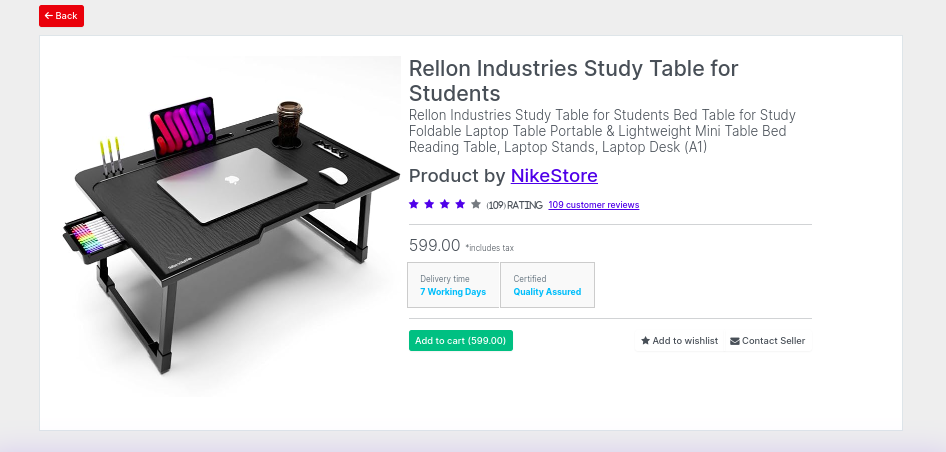 Back
Rellon Industries Study Table for
Students
Rellon Industries Study Table for Students Bed Table for Study
Foldable Laptop Table Portable & Lightweight Mini Table Bed
Reading Table, Laptop Stands, Laptop Desk (A1)
Product by NikeStore
(109) RATING 109 customer reviews
599.00 *includes tax
Delivery time Certified
7 Working Days Quality Assured
Add to cart (599.00) Add to wishlist Contact Seller